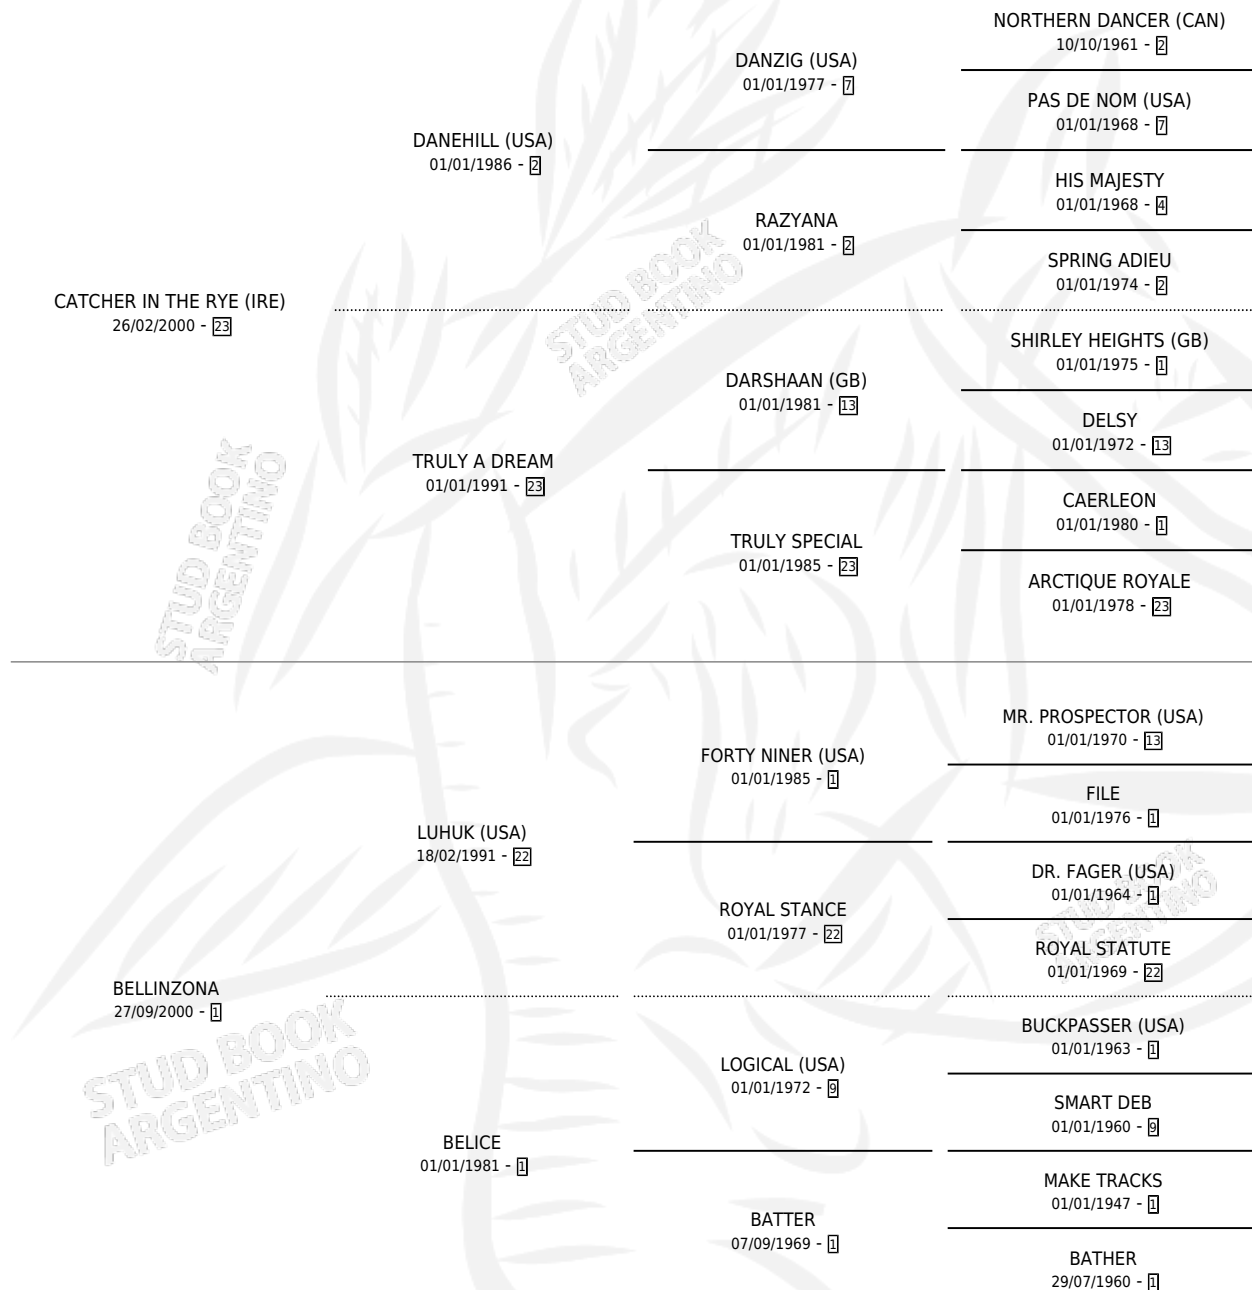 NORTHERN DANCER (CAN)
10/10/1961 - 2
DANZIG (USA)
01/01/1977 - 7
PAS DE NOM (USA)
01/01/1968 - 7
DANEHILL (USA)
01/01/1986 - 2
HIS MAJESTY
01/01/1968 - 4
RAZYANA
01/01/1981 - 2
SPRING ADIEU
01/01/1974 - 2
CATCHER IN THE RYE (IRE)
26/02/2000 - 23
SHIRLEY HEIGHTS (GB)
01/01/1975 - 1
DARSHAAN (GB)
01/01/1981 - 13
DELSY
01/01/1972 - 13
TRULY A DREAM
01/01/1991 - 23
CAERLEON
01/01/1980 - 1
TRULY SPECIAL
01/01/1985 - 23
ARCTIQUE ROYALE
01/01/1978 - 23
MR. PROSPECTOR (USA)
01/01/1970 - 13
FORTY NINER (USA)
01/01/1985 - 1
FILE
01/01/1976 - 1
LUHUK (USA)
18/02/1991 - 22
DR. FAGER (USA)
01/01/1964 - 1
ROYAL STANCE
01/01/1977 - 22
ROYAL STATUTE
01/01/1969 - 22
BELLINZONA
27/09/2000 - 1
BUCKPASSER (USA)
01/01/1963 - 1
LOGICAL (USA)
01/01/1972 - 9
SMART DEB
01/01/1960 - 9
BELICE
01/01/1981 - 1
MAKE TRACKS
01/01/1947 - 1
BATTER
07/09/1969 - 1
BATHER
29/07/1960 - 1
STUD BOOK
ARGENTINO
STUD BOOK
ARGENTINO
STUD BOOK
ARGENTINO
STUD BOOK
ARGENTINO